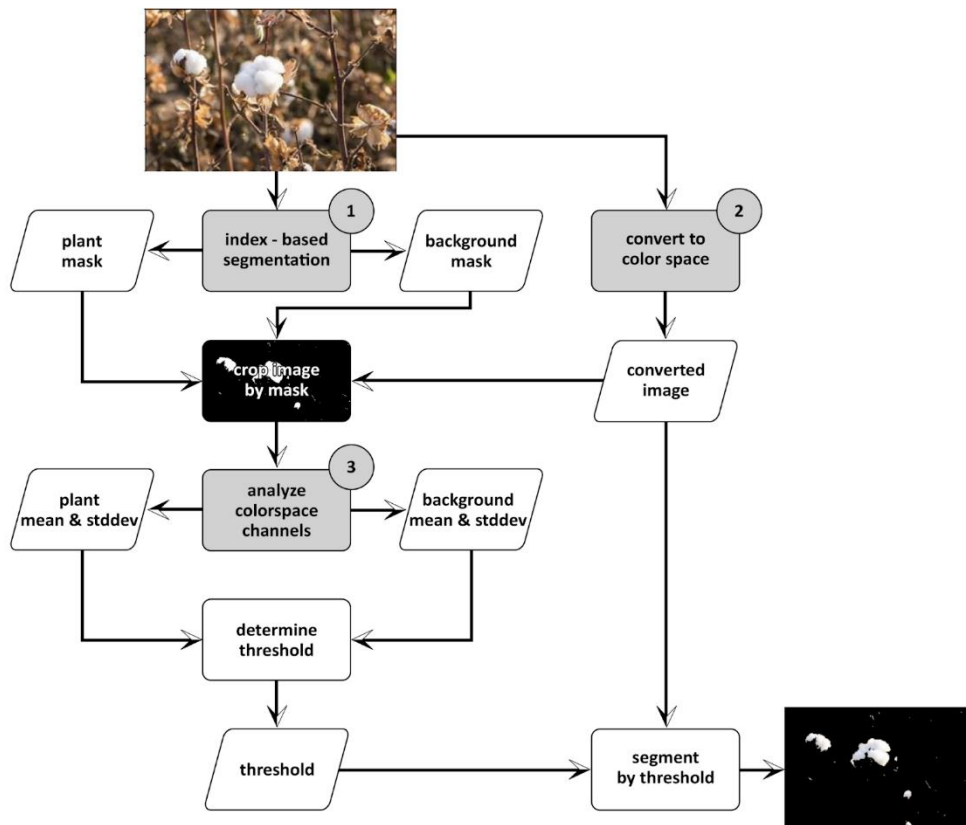 1
2
plant
mask
index - based
segmentation
background
mask
convert to
color space
crop image
by mask
converted
image
3
plant
mean & stddev
analyze
colorspace
channels
background
mean & stddev
determine
threshold
threshold
segment
by threshold